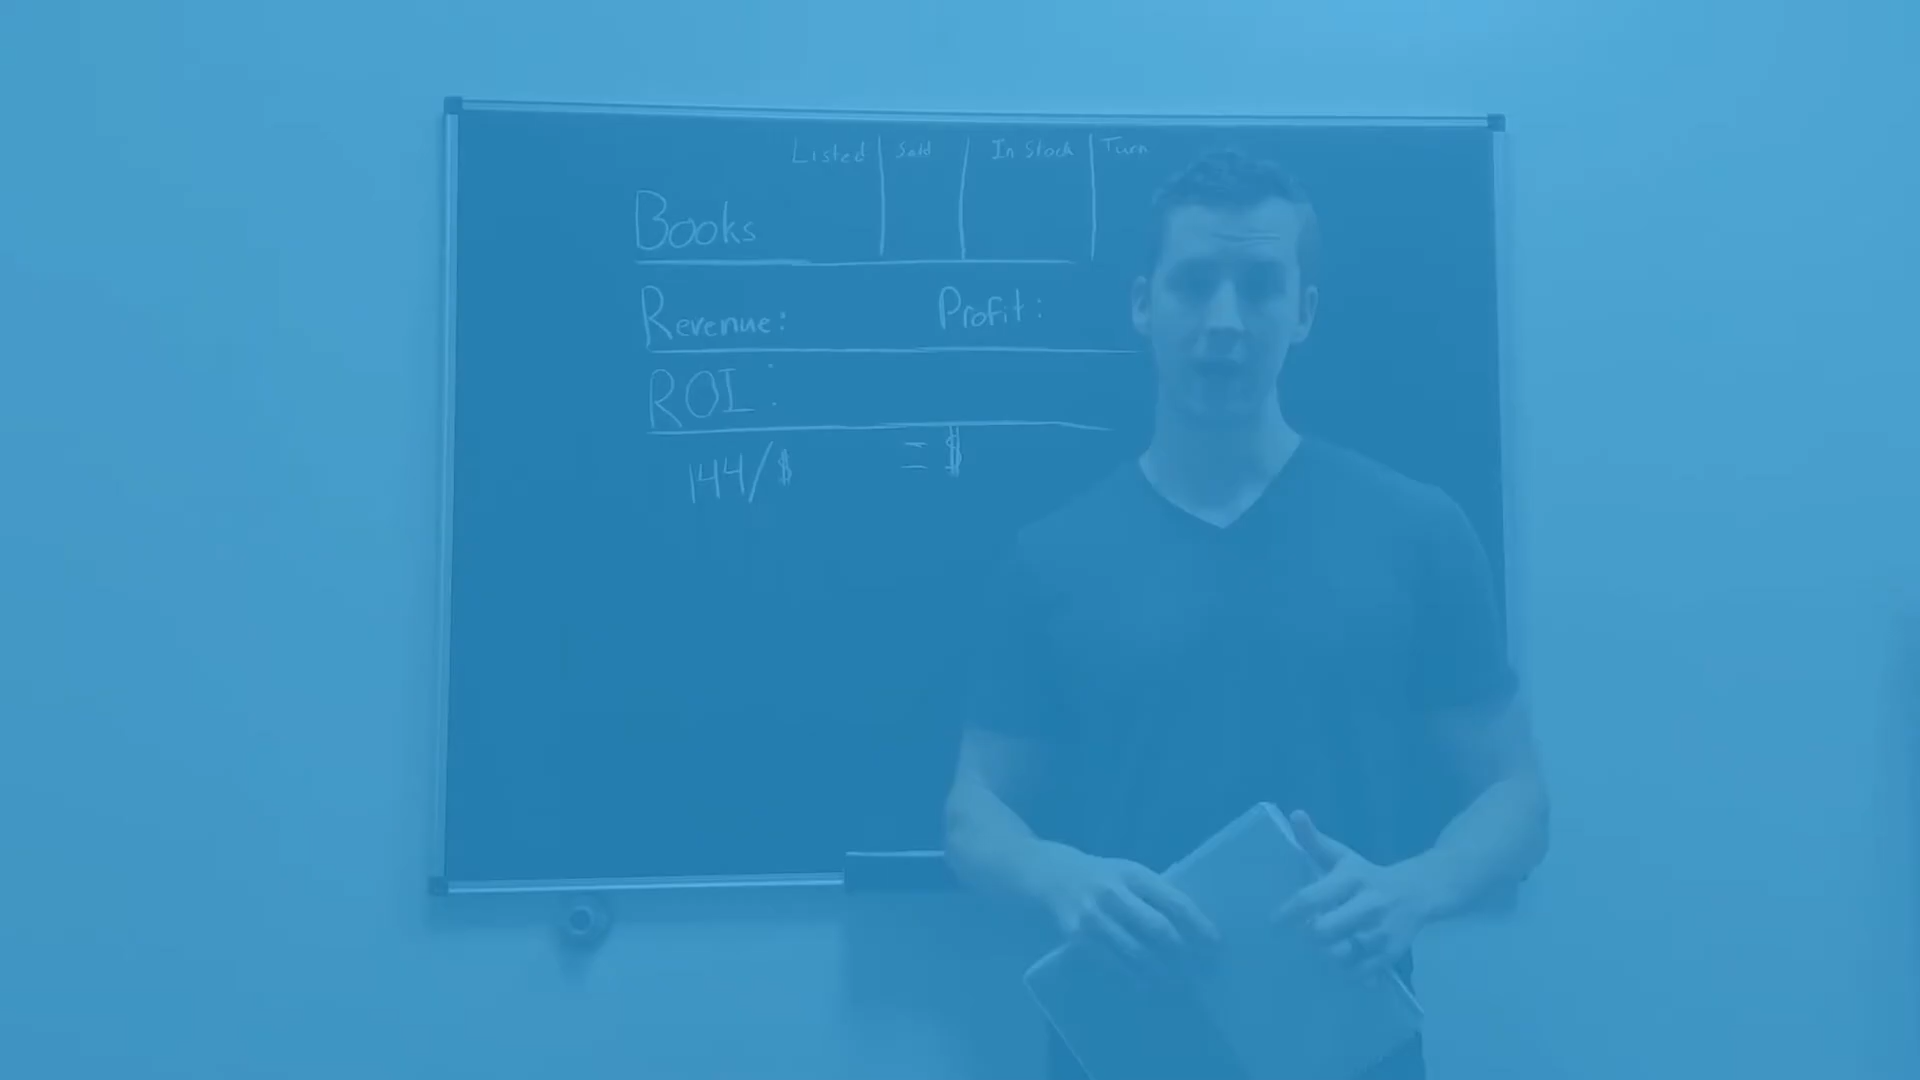 Listed Sold In Stock Turn
Books
Revenue: Profit:
ROI:
144/$ = $